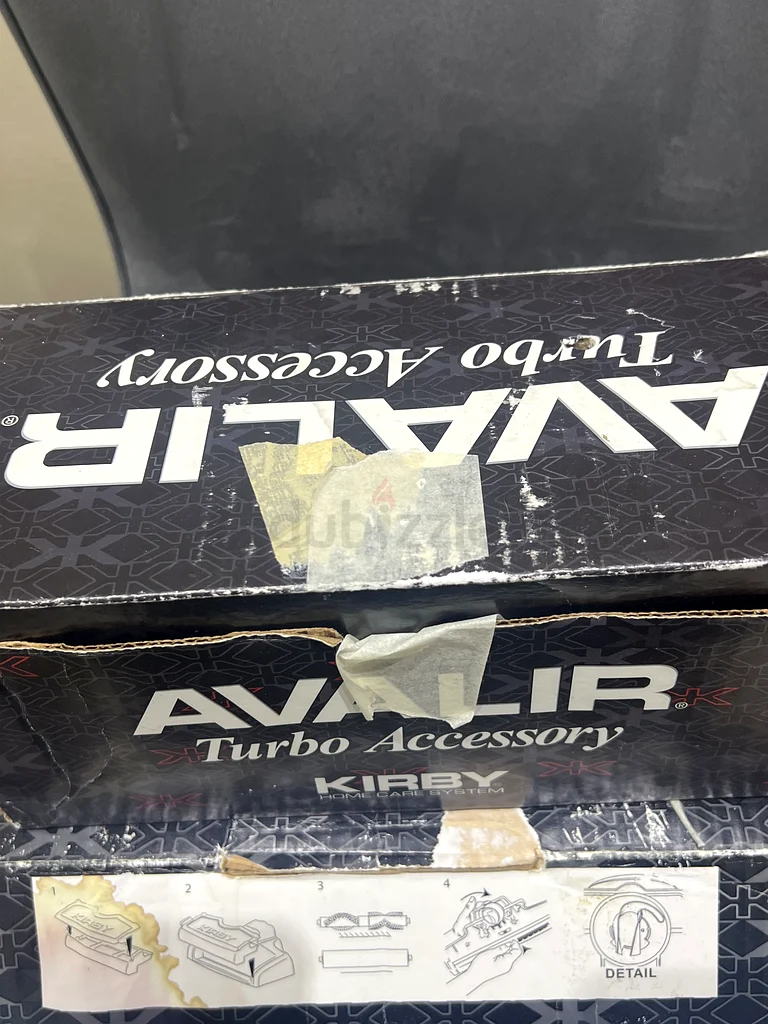 Turbo Accessory
AVALIR®
dubizzle
AVALIR®
Turbo Accessory
KIRBY
HOME CARE SYSTEM
1 2 3 4
KIRBY KIRBY
DETAIL